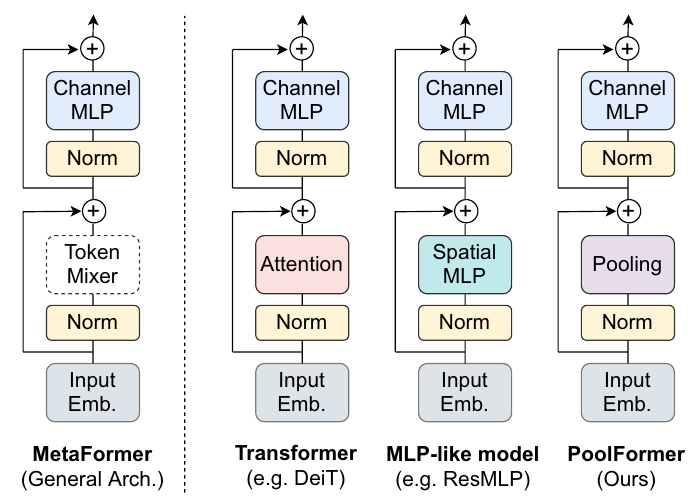 +
Channel
MLP
Norm
+
Token
Mixer
Norm
Input
Emb.
MetaFormer
(General Arch.)
+
Channel
MLP
Norm
+
Attention
Norm
Input
Emb.
Transformer
(e.g. DeiT)
+
Channel
MLP
Norm
+
Spatial
MLP
Norm
Input
Emb.
MLP-like model
(e.g. ResMLP)
+
Channel
MLP
Norm
+
Pooling
Norm
Input
Emb.
PoolFormer
(Ours)